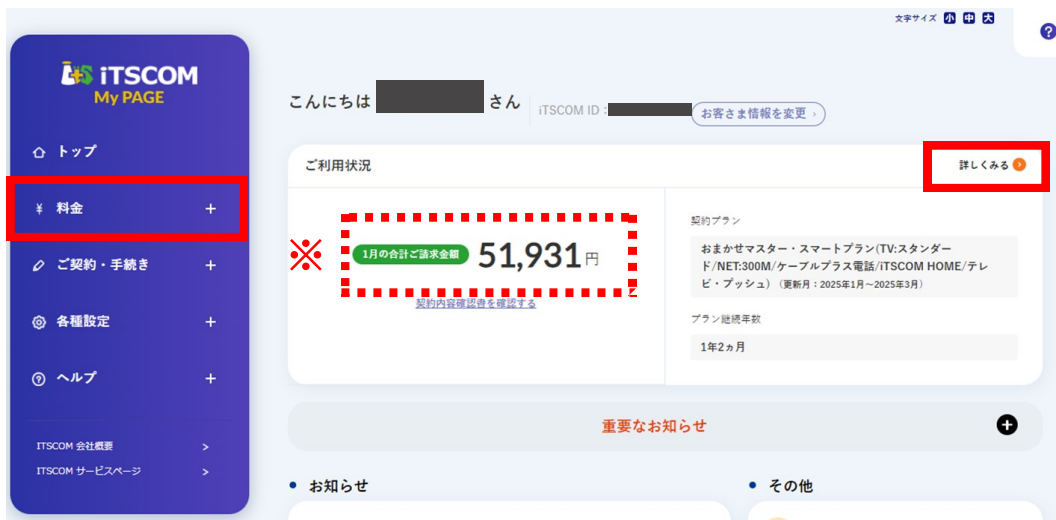 文字サイズ 小 中 大
iTSCOM
My PAGE
トップ
¥ 料金 +
ご契約・手続き +
各種設定 +
ヘルプ +
ITSCOM 会社概要 >
ITSCOM サービスページ >
こんにちは さん
iTSCOM ID :
お客さま情報を変更 ›
ご利用状況
詳しくみる
※
1月の合計ご請求金額 51,931円
契約内容確認書を確認する
契約プラン
おまかせマスター・スマートプラン(TV:スタンダー
ド/NET:300M/ケーブルプラス電話/iTSCOM HOME/テレ
ビ・プッシュ) (更新月:2025年1月~2025年3月)
プラン継続年数
1年2ヵ月
重要なお知らせ
• お知らせ
• その他